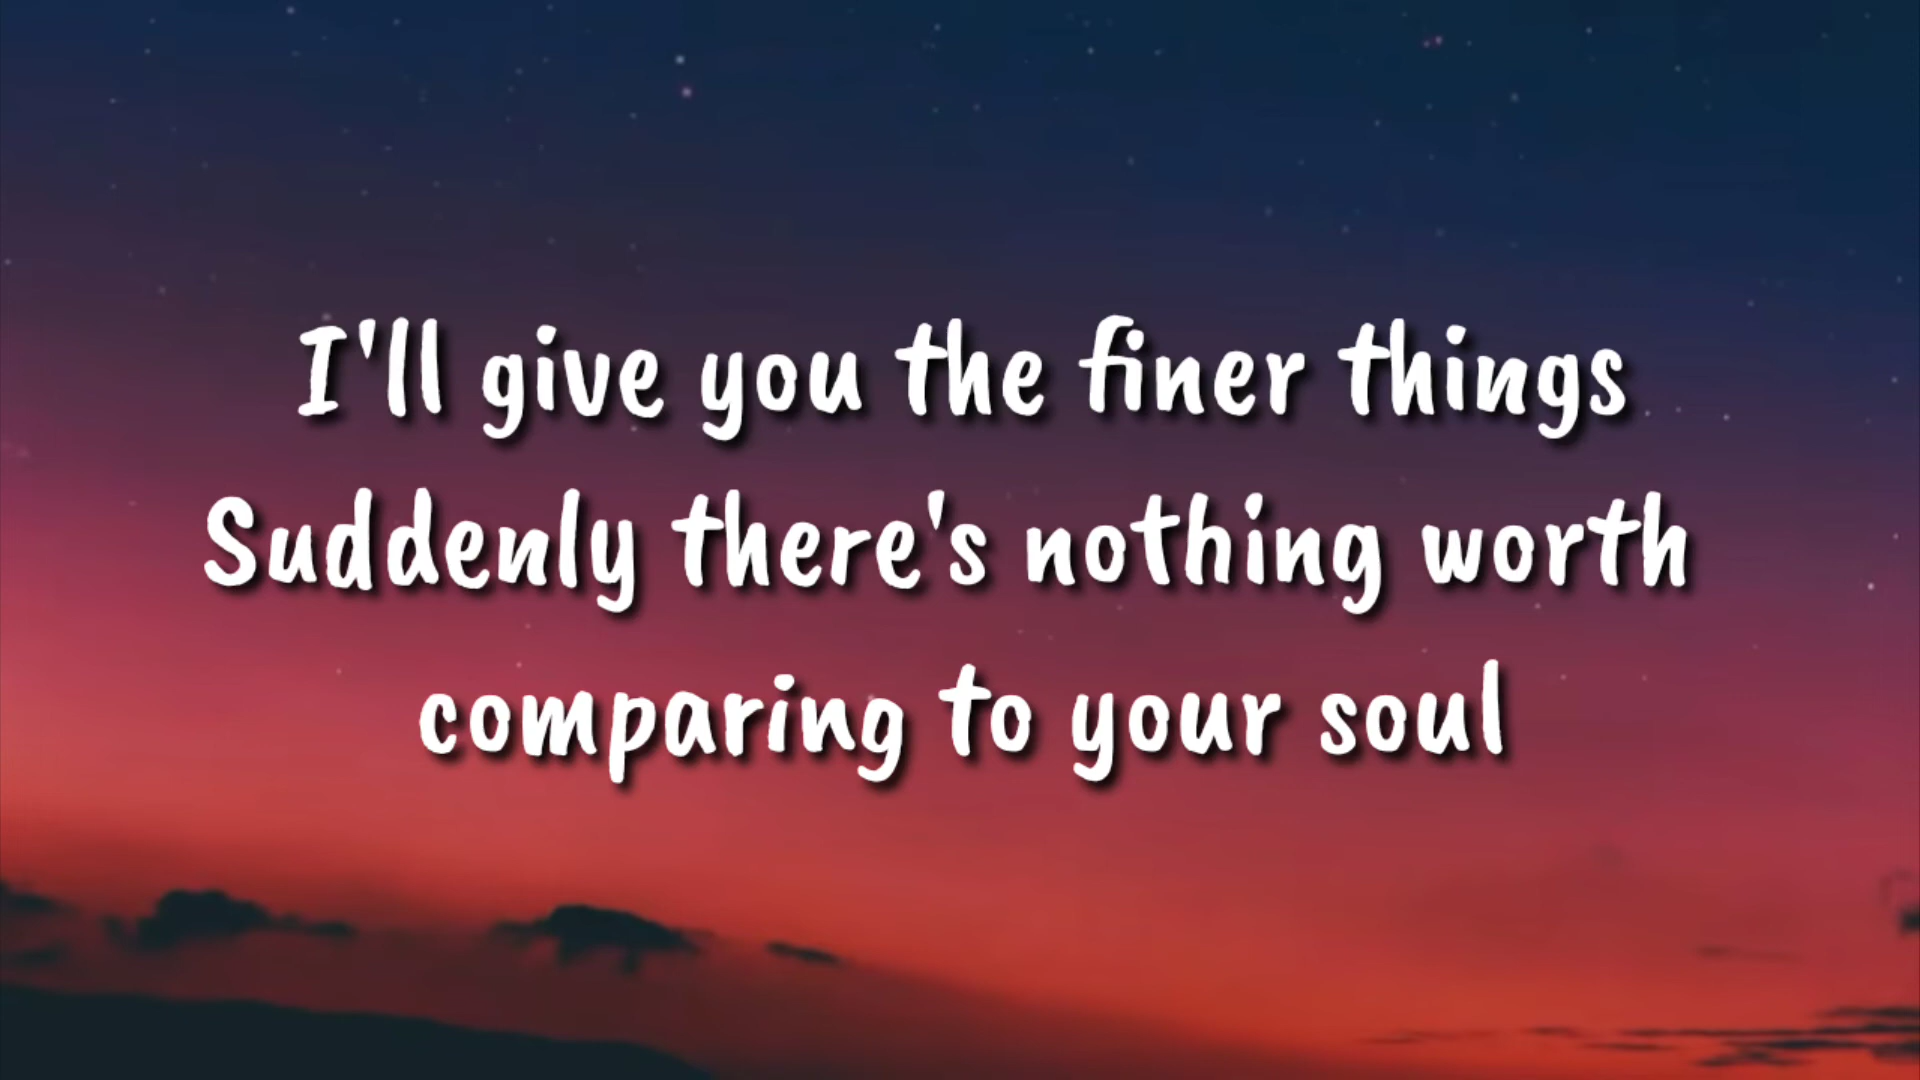 I'll give you the finer things
Suddenly there's nothing worth
comparing to your soul